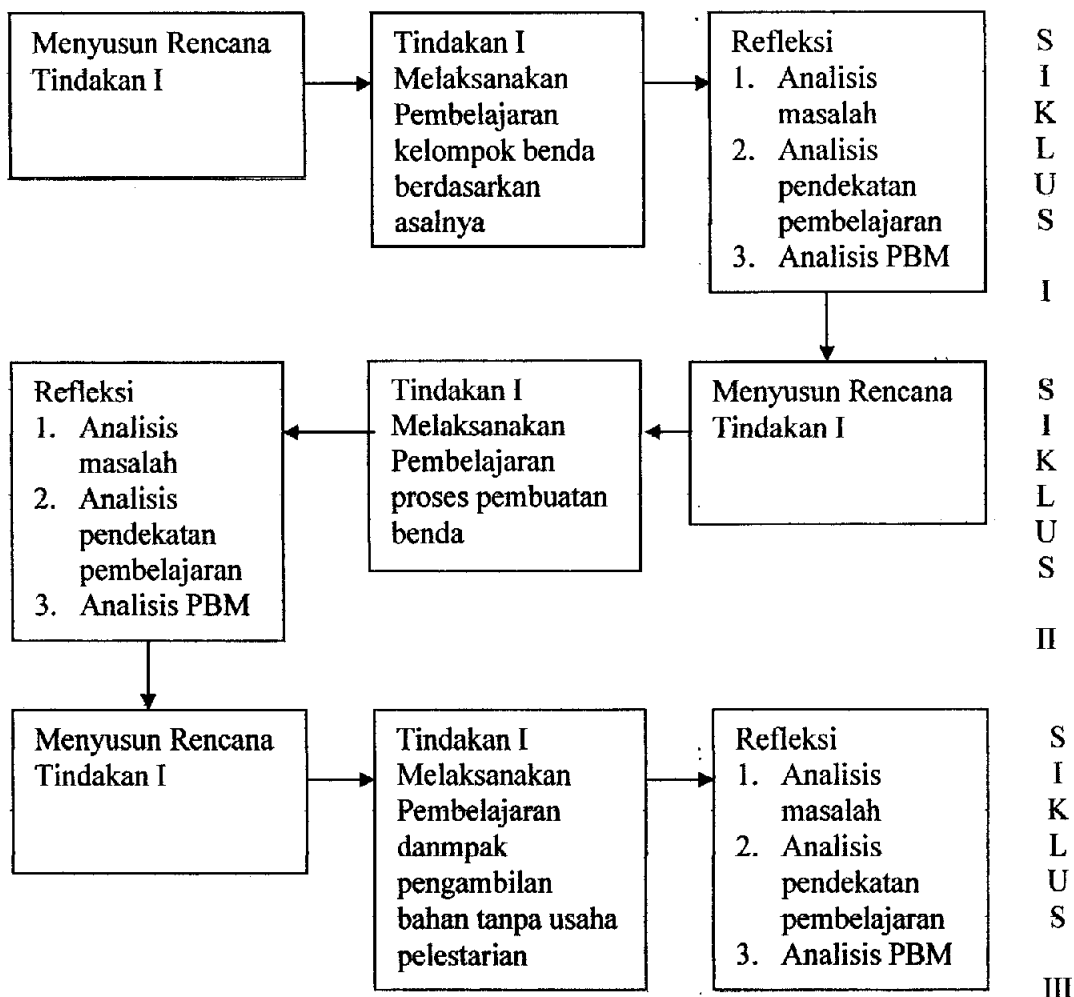 Menyusun Rencana
Tindakan I
Tindakan I
Melaksanakan
Pembelajaran
kelompok benda
berdasarkan
asalnya
Refleksi
1. Analisis
masalah
2. Analisis
pendekatan
pembelajaran
3. Analisis PBM
S
I
K
L
U
S
I
Menyusun Rencana
Tindakan I
Tindakan I
Melaksanakan
Pembelajaran
proses pembuatan
benda
Refleksi
1. Analisis
masalah
2. Analisis
pendekatan
pembelajaran
3. Analisis PBM
S
I
K
L
U
S
II
Menyusun Rencana
Tindakan I
Tindakan I
Melaksanakan
Pembelajaran
danmpak
pengambilan
bahan tanpa usaha
pelestarian
Refleksi
1. Analisis
masalah
2. Analisis
pendekatan
pembelajaran
3. Analisis PBM
S
I
K
L
U
S
III